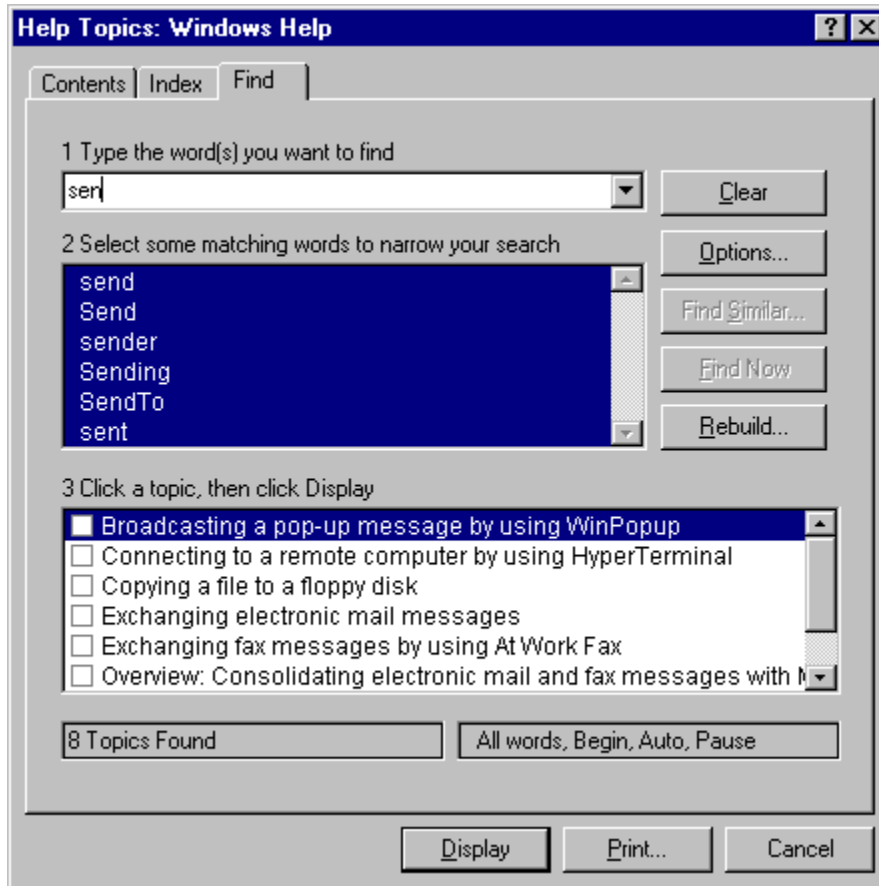 Help Topics: Windows Help
Contents Index Find
1 Type the word(s) you want to find
sen
Clear
2 Select some matching words to narrow your search
Options...
send
Send
Find Similar...
sender
Sending
Find Now
SendTo
sent
Rebuild...
3 Click a topic, then click Display
Broadcasting a pop-up message by using WinPopup
Connecting to a remote computer by using HyperTerminal
Copying a file to a floppy disk
Exchanging electronic mail messages
Exchanging fax messages by using At Work Fax
Overview: Consolidating electronic mail and fax messages with
8 Topics Found
All words, Begin, Auto, Pause
Display Print... Cancel